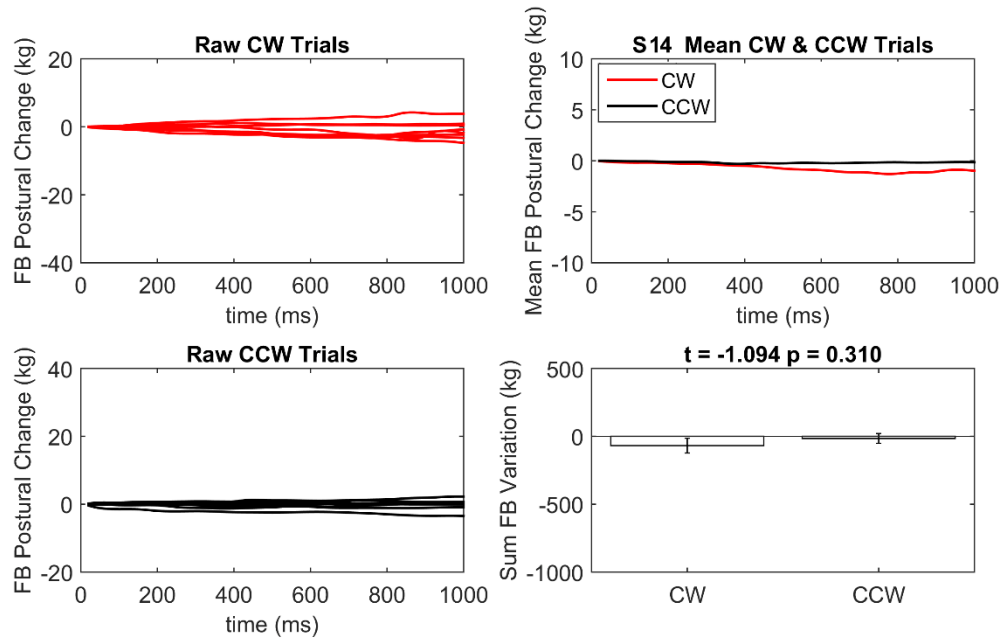 Raw CW Trials
FB Postural Change (kg)
20
0
-20
-40
0 200 400 600 800 1000
time (ms)
S14 Mean CW & CCW Trials
Mean FB Postural Change (kg)
10
5
0
-5
-10
CW
CCW
0 200 400 600 800 1000
time (ms)
Raw CCW Trials
FB Postural Change (kg)
40
20
0
-20
0 200 400 600 800 1000
time (ms)
t = -1.094 p = 0.310
Sum FB Variation (kg)
500
0
-500
-1000
CW CCW